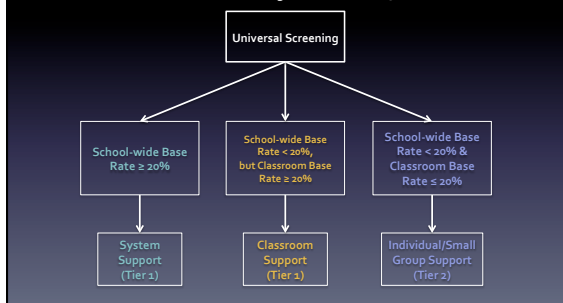 Universal Screening
School-wide Base
Rate ≥ 20%
School-wide Base
Rate < 20%,
but Classroom Base
Rate ≥ 20%
School-wide Base
Rate < 20% &
Classroom Base
Rate ≤ 20%
System
Support
(Tier 1)
Classroom
Support
(Tier 1)
Individual/Small
Group Support
(Tier 2)